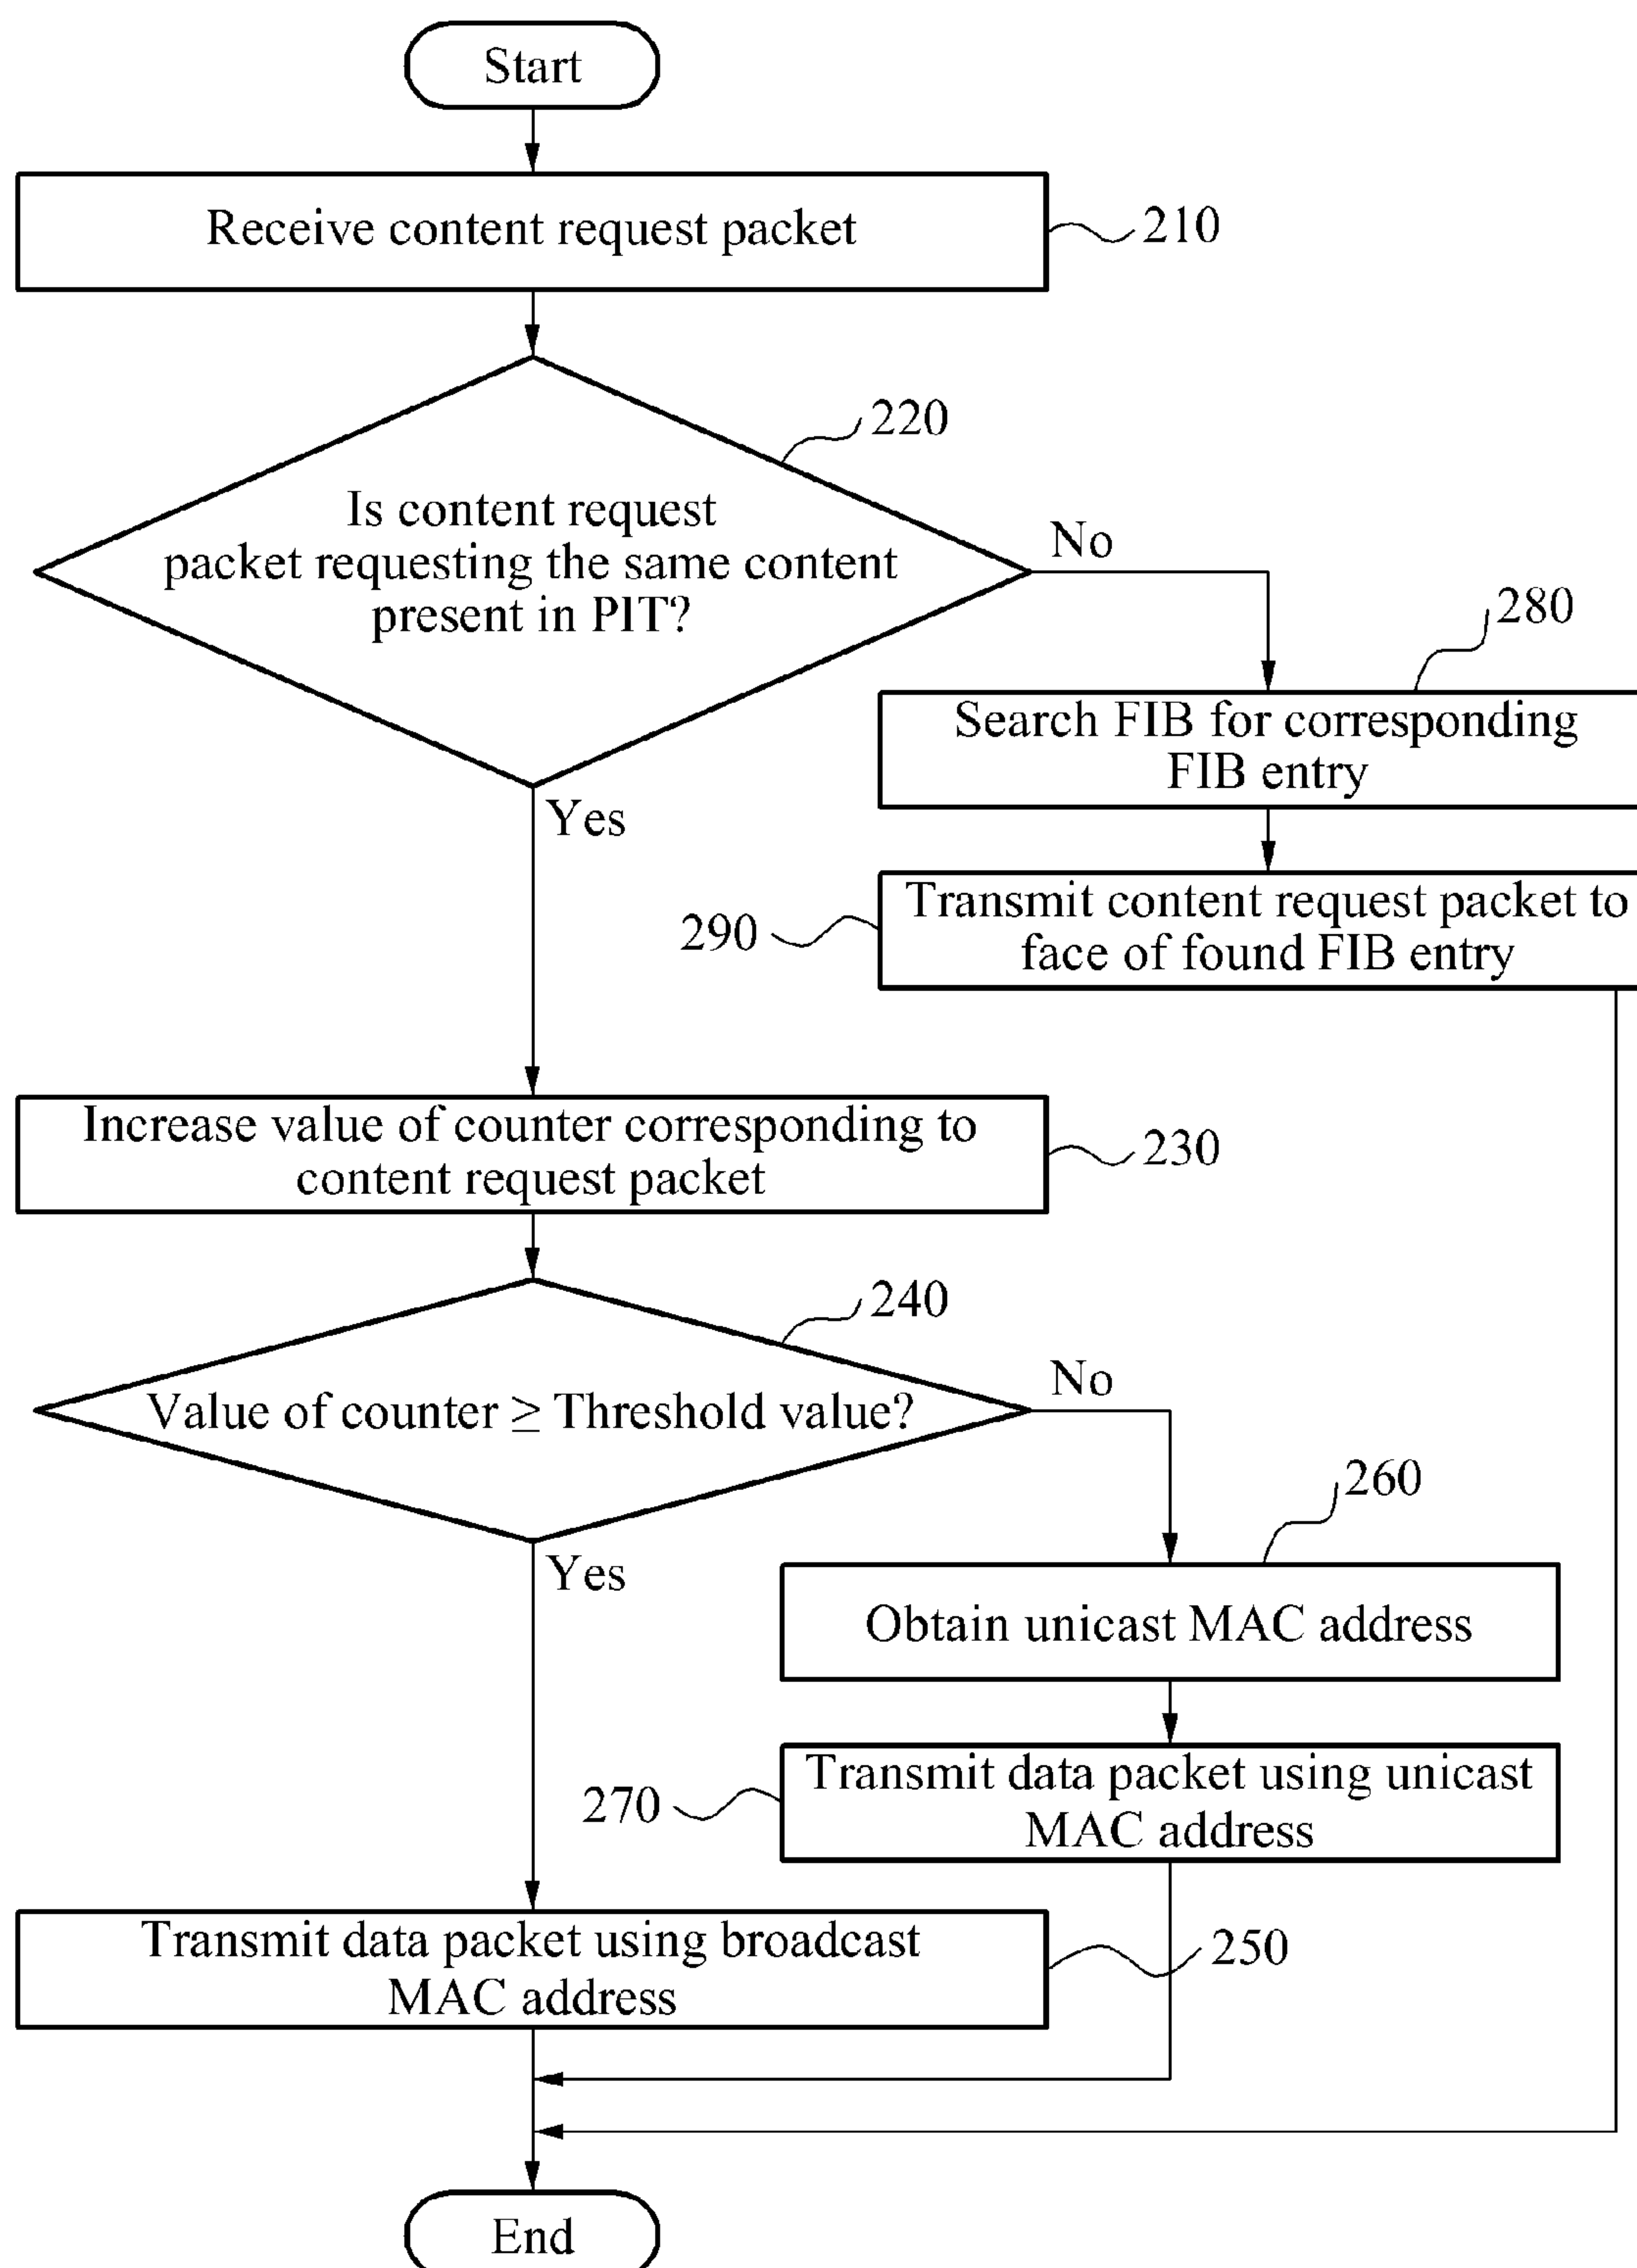 Start
Receive content request packet
210
220
Is content request
packet requesting the same content
present in PIT?
No
280
Search FIB for corresponding
FIB entry
Yes
290
Transmit content request packet to
face of found FIB entry
Increase value of counter corresponding to
content request packet
230
240
Value of counter ≥ Threshold value?
No
260
Yes
Obtain unicast MAC address
270
Transmit data packet using unicast
MAC address
Transmit data packet using broadcast
MAC address
250
End